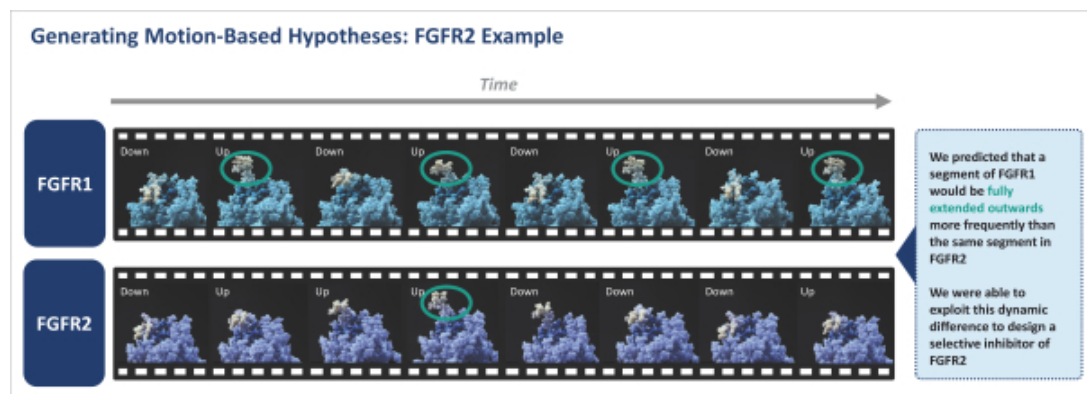 Generating Motion-Based Hypotheses: FGFR2 Example
Time
FGFR1
Down Up Down Up Down Up Down Up
FGFR2
Down Up Up Up Down Down Down Up
We predicted that a
segment of FGFR1
would be fully
extended outwards
more frequently than
the same segment in
FGFR2
We were able to
exploit this dynamic
difference to design a
selective inhibitor of
FGFR2